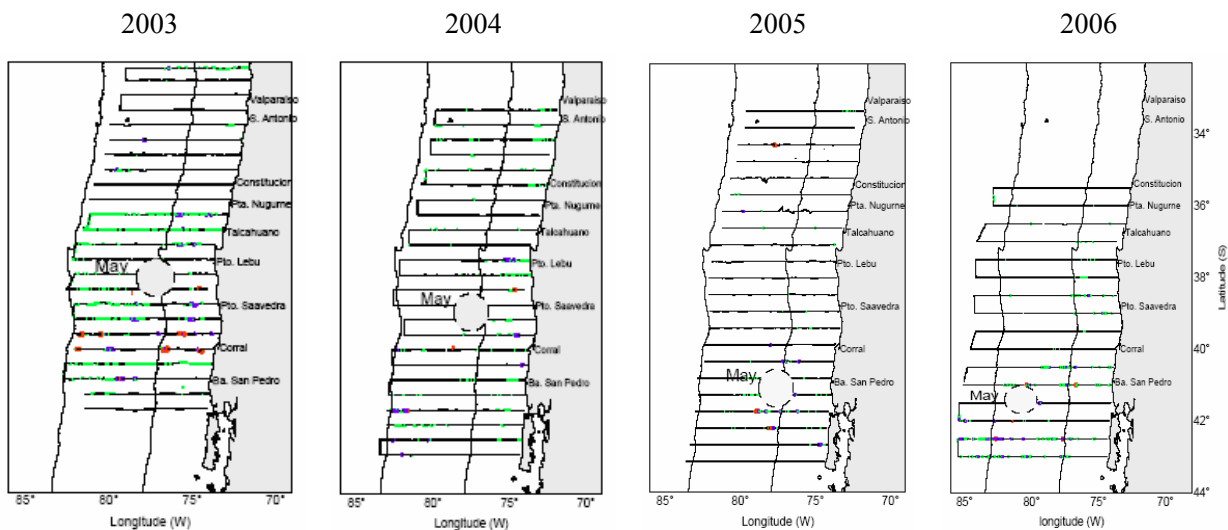 2003 2004 2005 2006
Valparaiso
S. Antonio
Constitucion
Pta. Nugurne
Talcahuano
Pto. Lebu
May
Pto. Saavedra
Corral
Ba. San Pedro
85° 80° 75° 70°
Longitude (W)
Valparaiso
S. Antonio
Constitucion
Pta. Nugurne
Talcahuano
Pto. Lebu
May
Pto. Saavedra
Corral
Ba. San Pedro
85° 80° 75° 70°
Longitude (W)
Valparaiso
S. Antonio
Constitucion
Pta. Nugurne
Talcahuano
Pto. Lebu
Pto. Saavedra
Corral
May
Ba. San Pedro
85° 80° 75° 70°
Longitude (W)
Valparaiso
S. Antonio
34°
Constitucion
Pta. Nugurne
36°
Talcahuano
Pto. Lebu
38°
Pto. Saavedra
Corral
40°
Ba. San Pedro
May
42°
44°
Latitude (S)
85° 80° 75° 70°
longitude (W)